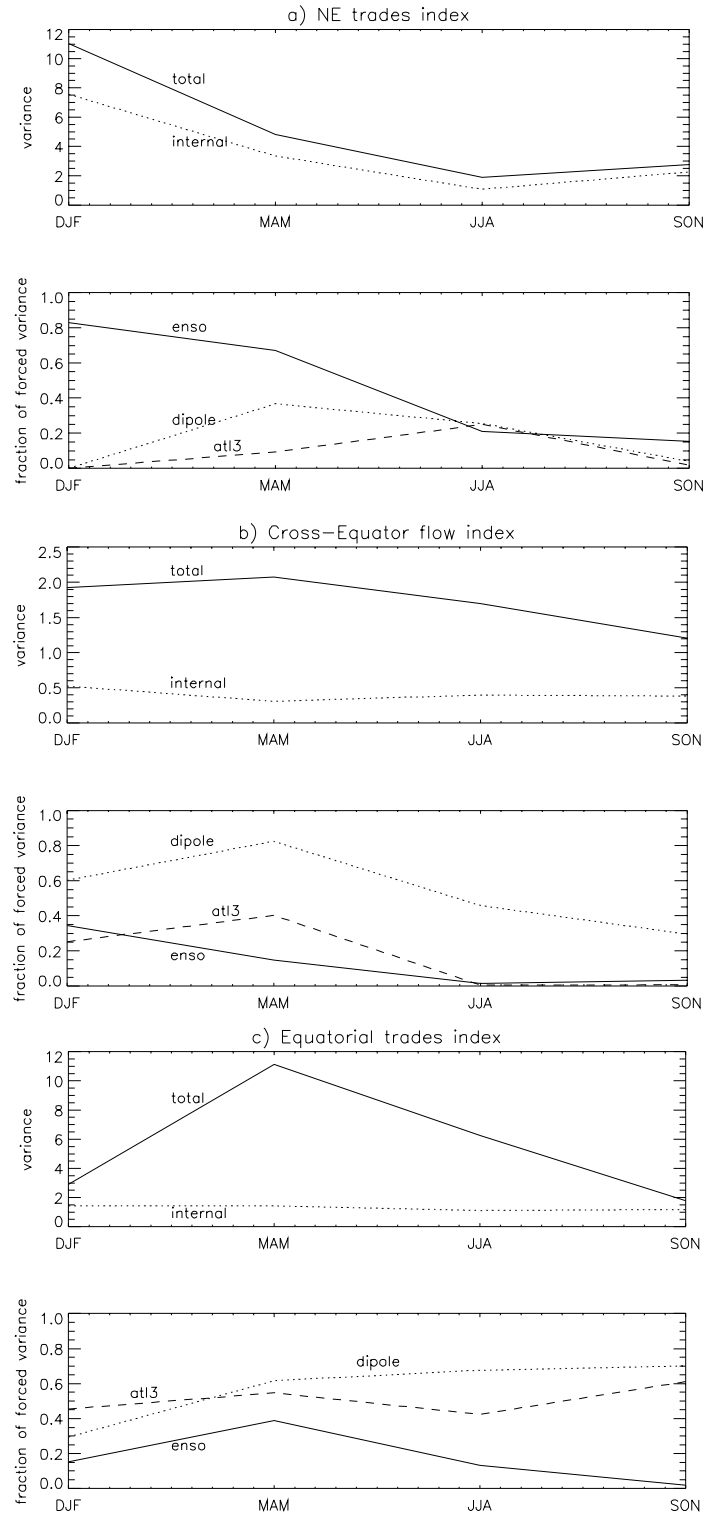 a) NE trades index
12
10
8
6
4
2
0
variance
total
internal
DJF MAM JJA SON
1.0
0.8
0.6
0.4
0.2
0.0
fraction of forced variance
enso
dipole
atl3
DJF MAM JJA SON
b) Cross-Equator flow index
2.5
2.0
1.5
1.0
0.5
0.0
variance
total
internal
DJF MAM JJA SON
1.0
0.8
0.6
0.4
0.2
0.0
fraction of forced variance
dipole
atl3
enso
DJF MAM JJA SON
c) Equatorial trades index
12
10
8
6
4
2
0
variance
total
internal
DJF MAM JJA SON
1.0
0.8
0.6
0.4
0.2
0.0
fraction of forced variance
dipole
atl3
enso
DJF MAM JJA SON